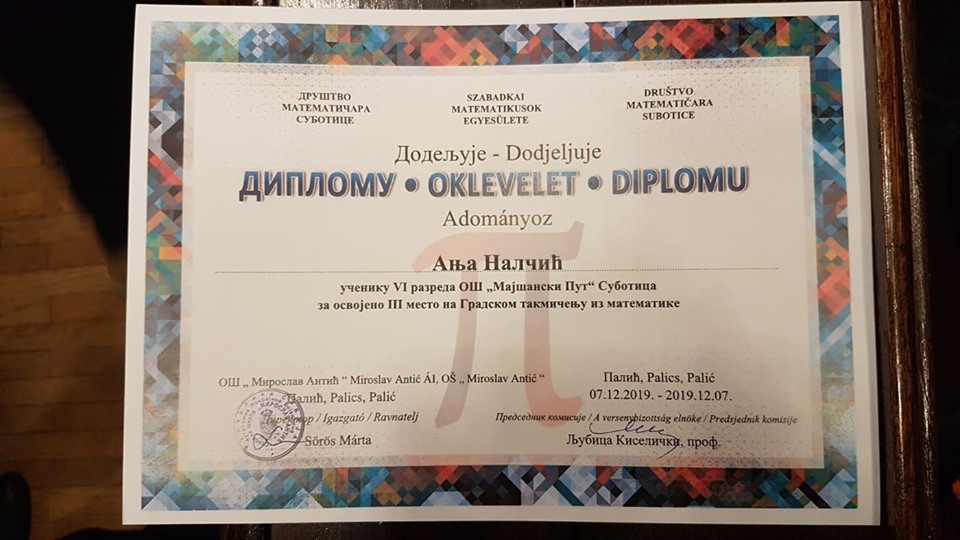 ДРУШТВО
МАТЕМАТИЧАРА
СУБОТИЦЕ
SZABADKAI
MATEMATIKUSOK
EGYESÜLETE
DRUŠTVO
MATEMATIČARA
SUBOTICE
Додељује - Dodjeljuje
ДИПЛОМУ • OKLEVELET • DIPLOMU
Adományoz
Ања Налчић
ученику VI разреда ОШ „Мајшански Пут“ Суботица
за освојено III место на Градском такмичењу из математике
ОШ „ Мирослав Антић “ Miroslav Antić ÁI, OŠ „ Miroslav Antić “
Палић, Palics, Palić
Директор / Igazgató / Ravnatelj
Sörös Márta
Палић, Palics, Palić
07.12.2019. - 2019.12.07.
Председник комисије / A versenybizottság elnöke / Predsjednik komisije
Љубица Киселички, проф.